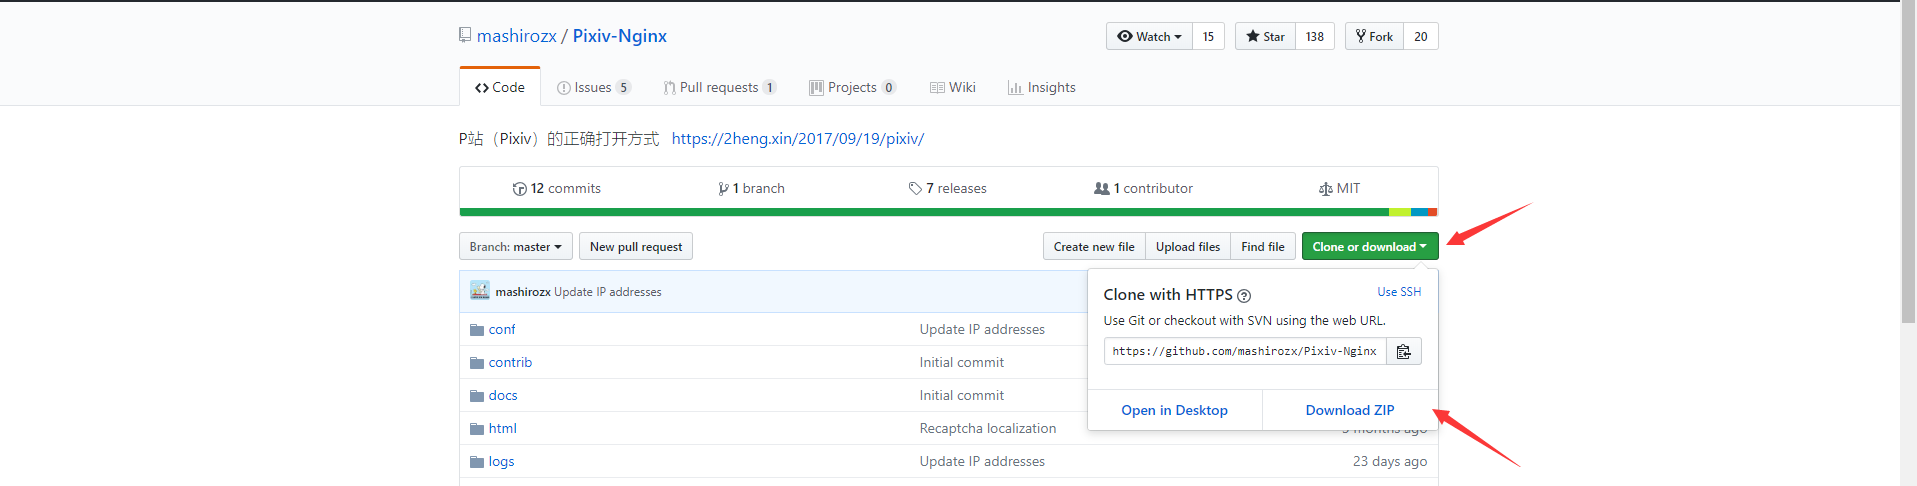 mashirozx / Pixiv-Nginx
Watch 15 Star 138 Fork 20
Code Issues 5 Pull requests 1 Projects 0 Wiki Insights
P站（Pixiv）的正确打开方式 https://2heng.xin/2017/09/19/pixiv/
12 commits 1 branch 7 releases 1 contributor MIT
Branch: master New pull request Create new file Upload files Find file Clone or download
mashirozx Update IP addresses
Clone with HTTPS Use SSH
Use Git or checkout with SVN using the web URL.
https://github.com/mashirozx/Pixiv-Nginx
Open in Desktop Download ZIP
conf Update IP addresses
contrib Initial commit
docs Initial commit
html Recaptcha localization months ago
logs Update IP addresses 23 days ago